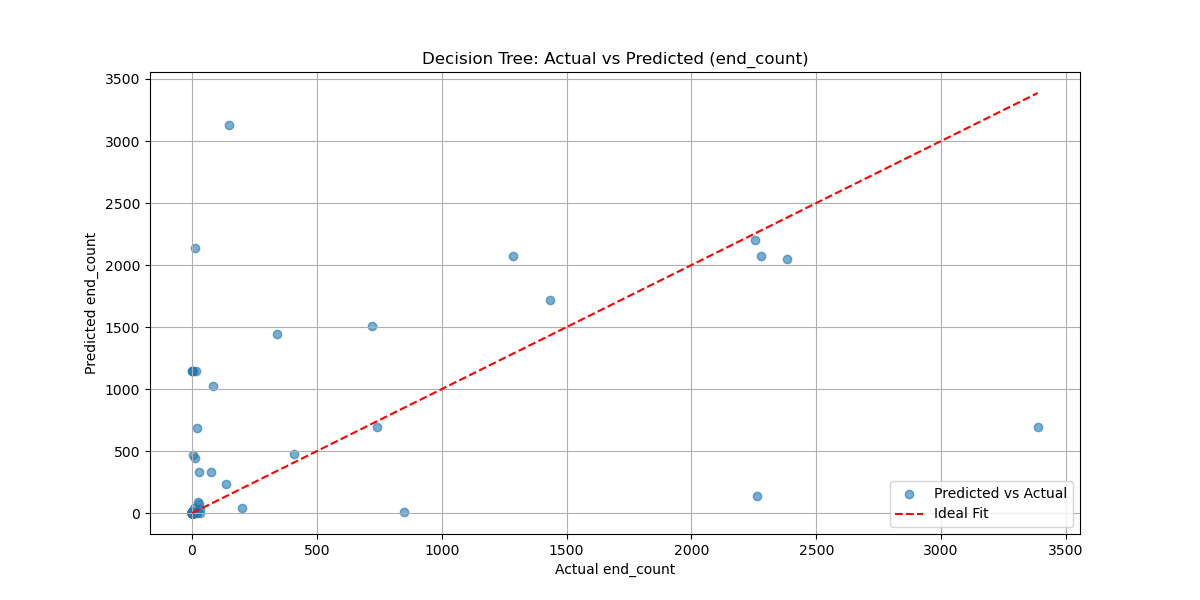 Decision Tree: Actual vs Predicted (end_count)
Predicted end_count
3500
3000
2500
2000
1500
1000
500
0
0 500 1000 1500 2000 2500 3000 3500
Actual end_count
Predicted vs Actual
Ideal Fit